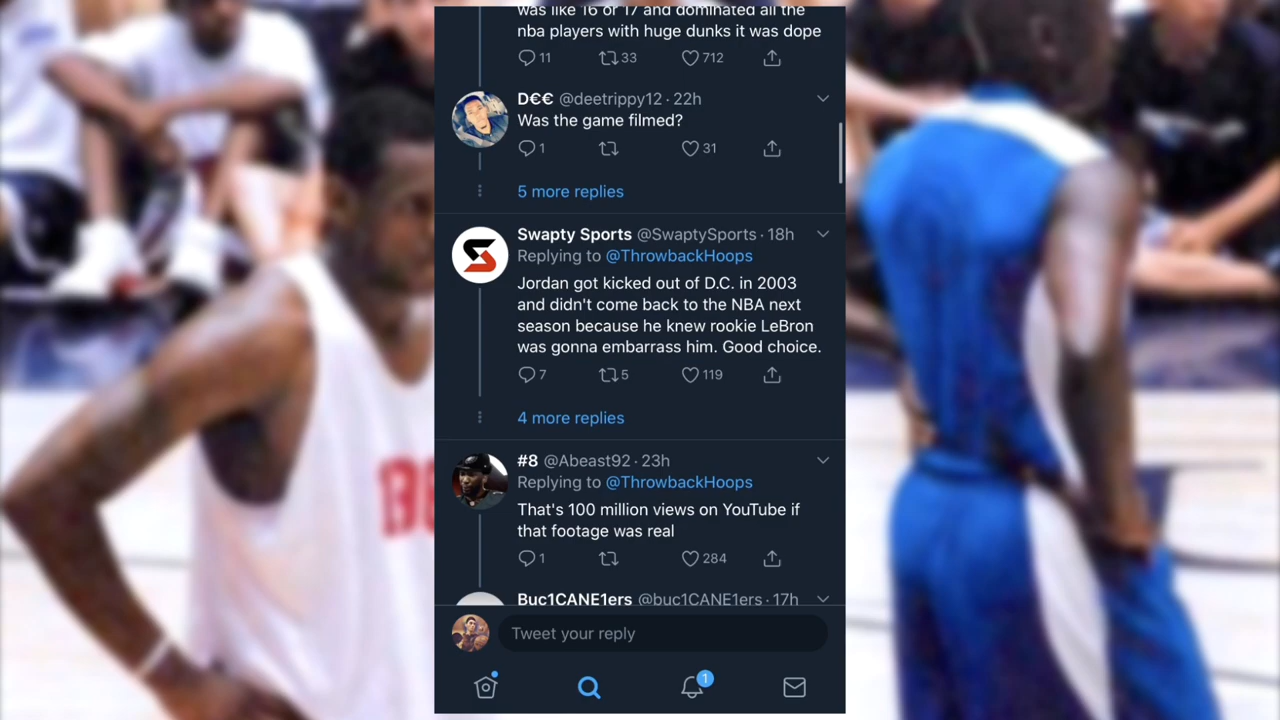 was like 16 or 17 and dominated all the
nba players with huge dunks it was dope
11 33 712
D€€ @deetrippy12 · 22h
Was the game filmed?
1 31
5 more replies
Swapty Sports @SwaptySports · 18h
Replying to @ThrowbackHoops
Jordan got kicked out of D.C. in 2003
and didn't come back to the NBA next
season because he knew rookie LeBron
was gonna embarrass him. Good choice.
7 5 119
4 more replies
#8 @Abeast92 · 23h
Replying to @ThrowbackHoops
That's 100 million views on YouTube if
that footage was real
1 284
Buc1CANE1ers @buc1CANE1ers · 17h
Tweet your reply
1